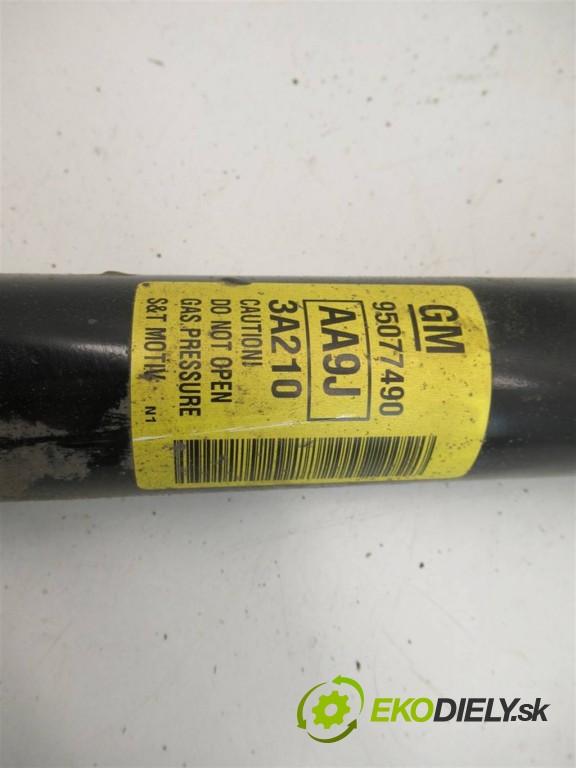 GM
95077490
AA9J
3A210
CAUTION!
DO NOT OPEN
GAS PRESSURE
S&T MOTIV N1
EKODIELY.sk